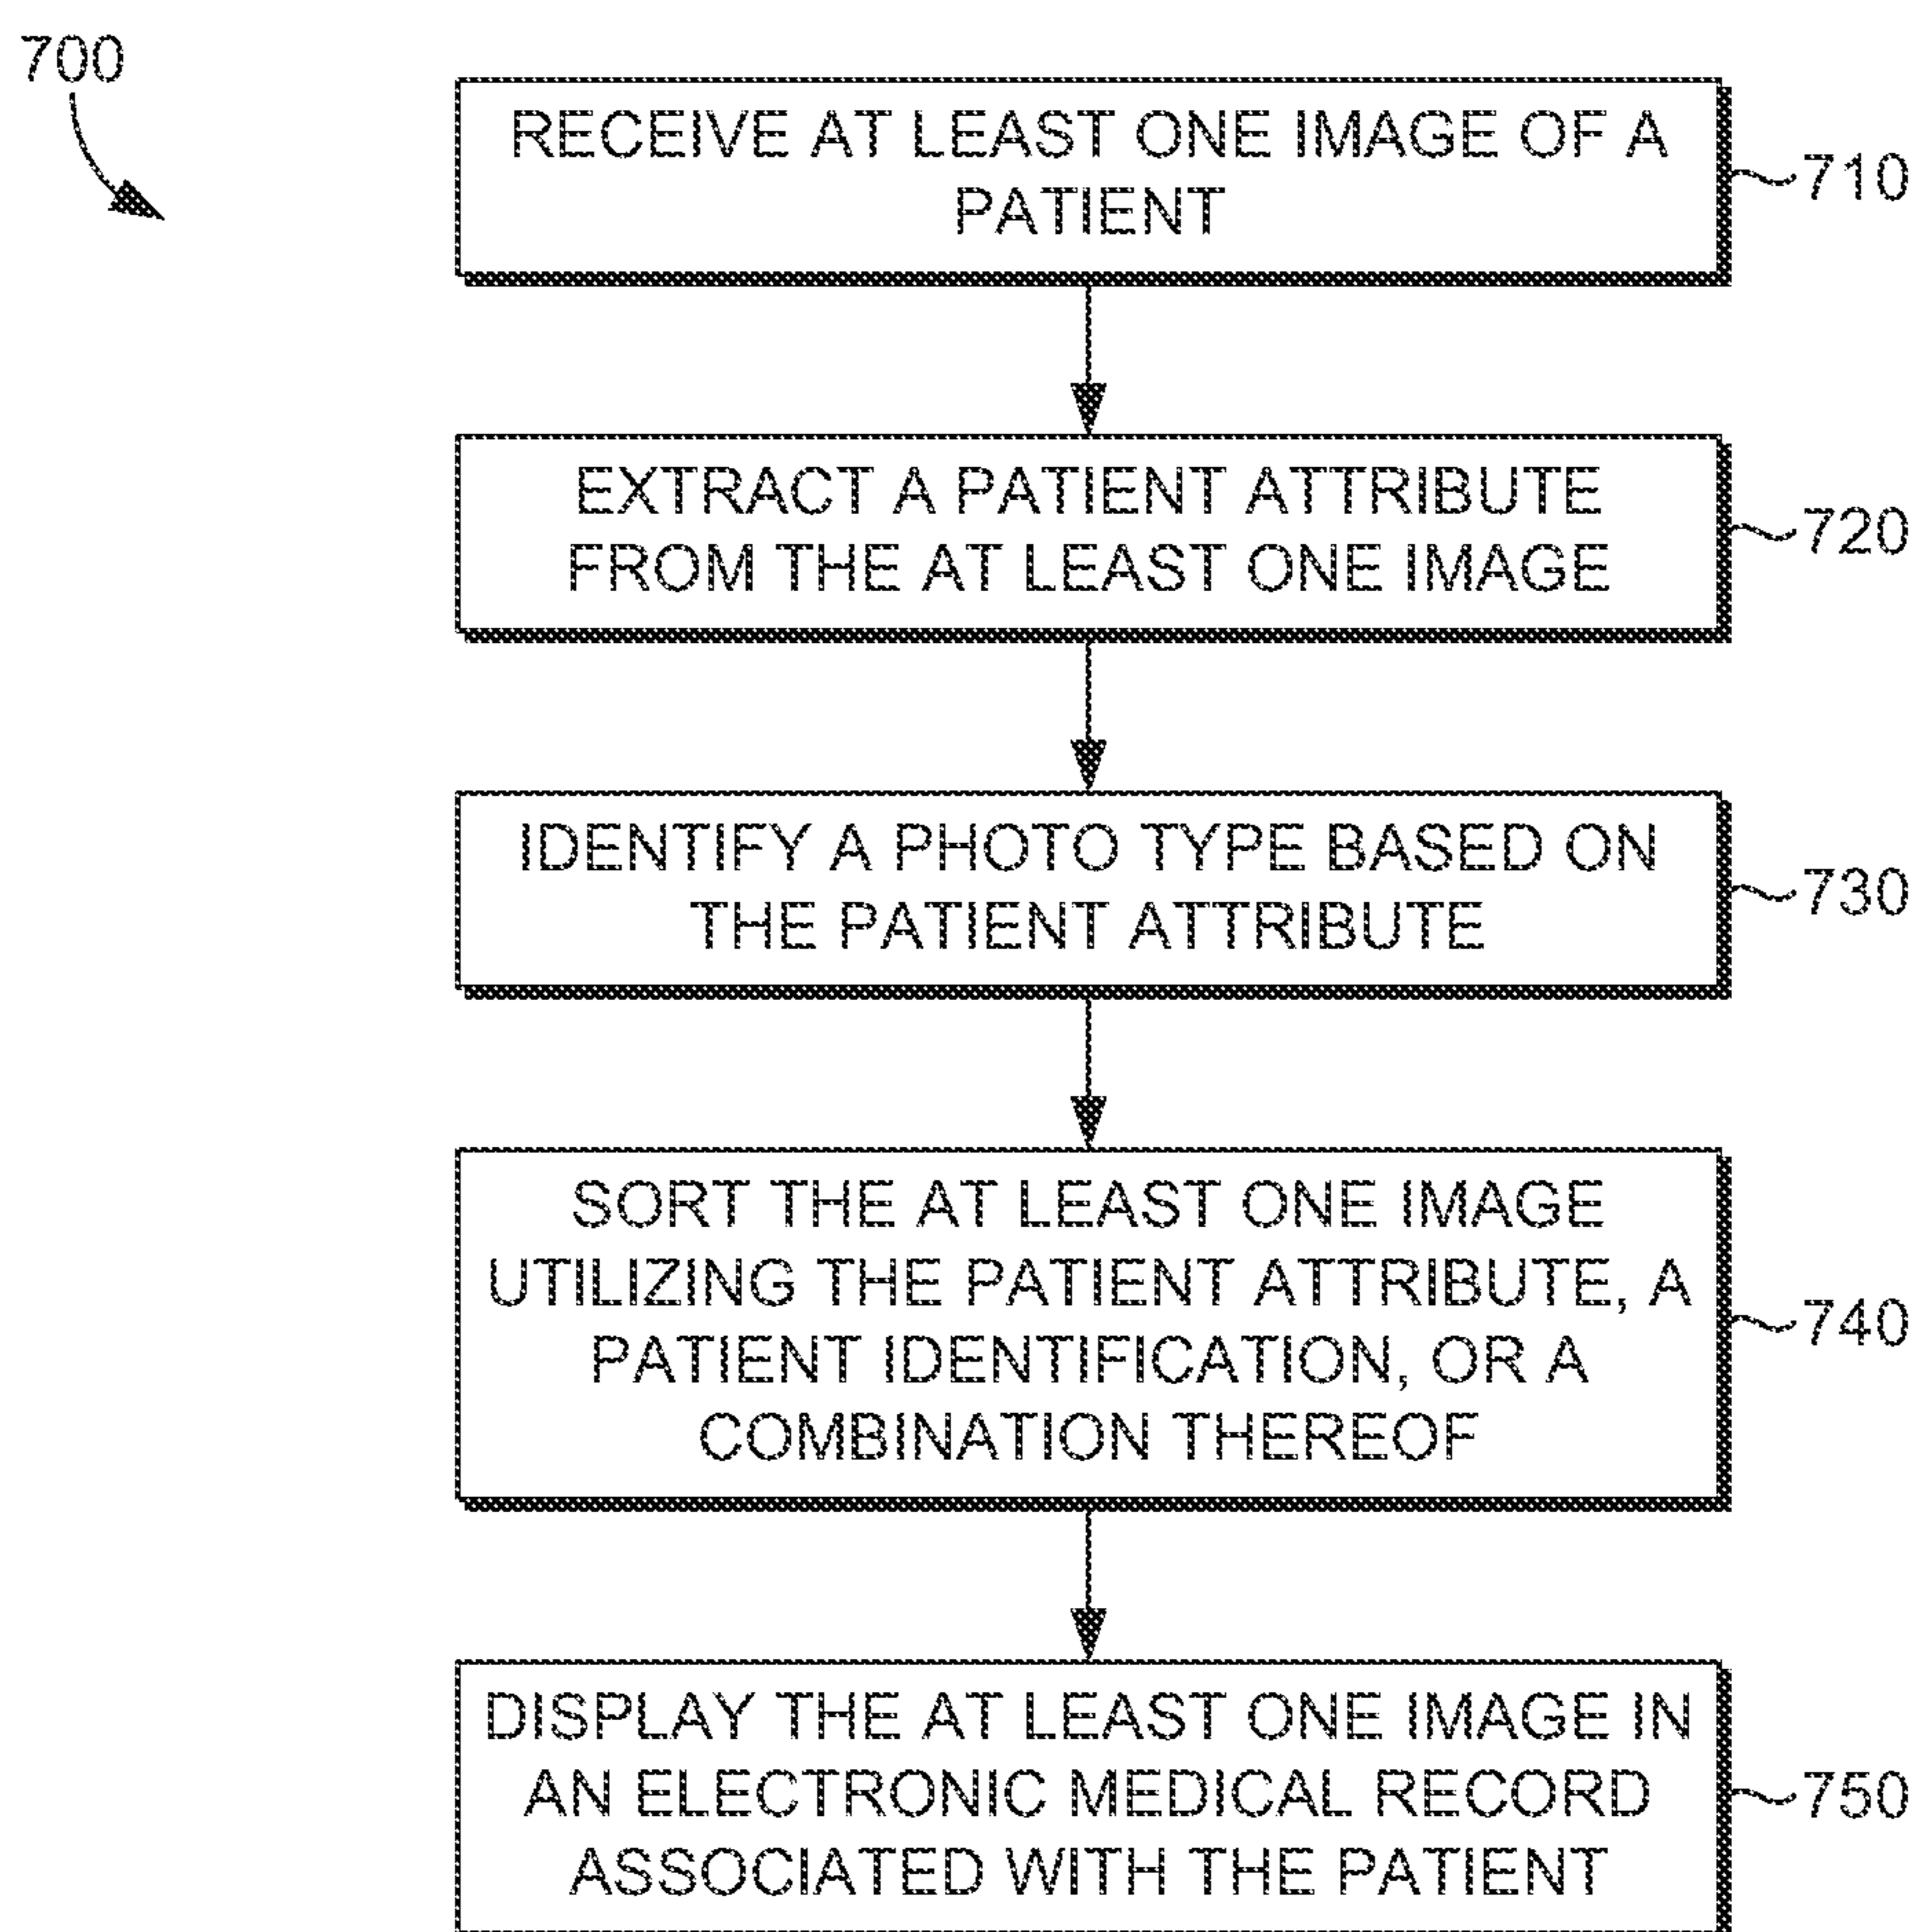 700
RECEIVE AT LEAST ONE IMAGE OF A
PATIENT
710
EXTRACT A PATIENT ATTRIBUTE
FROM THE AT LEAST ONE IMAGE
720
IDENTIFY A PHOTO TYPE BASED ON
THE PATIENT ATTRIBUTE
730
SORT THE AT LEAST ONE IMAGE
UTILIZING THE PATIENT ATTRIBUTE, A
PATIENT IDENTIFICATION, OR A
COMBINATION THEREOF
740
DISPLAY THE AT LEAST ONE IMAGE IN
AN ELECTRONIC MEDICAL RECORD
ASSOCIATED WITH THE PATIENT
750